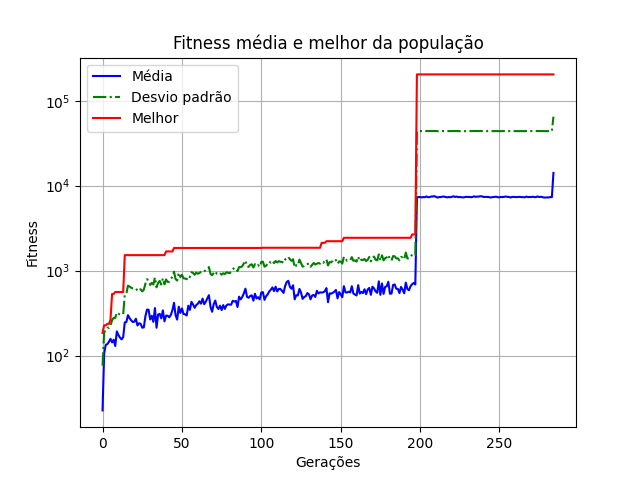 Fitness média e melhor da população
Média
Desvio padrão
Melhor
10^5
10^4
10^3
10^2
Fitness
0 50 100 150 200 250
Gerações